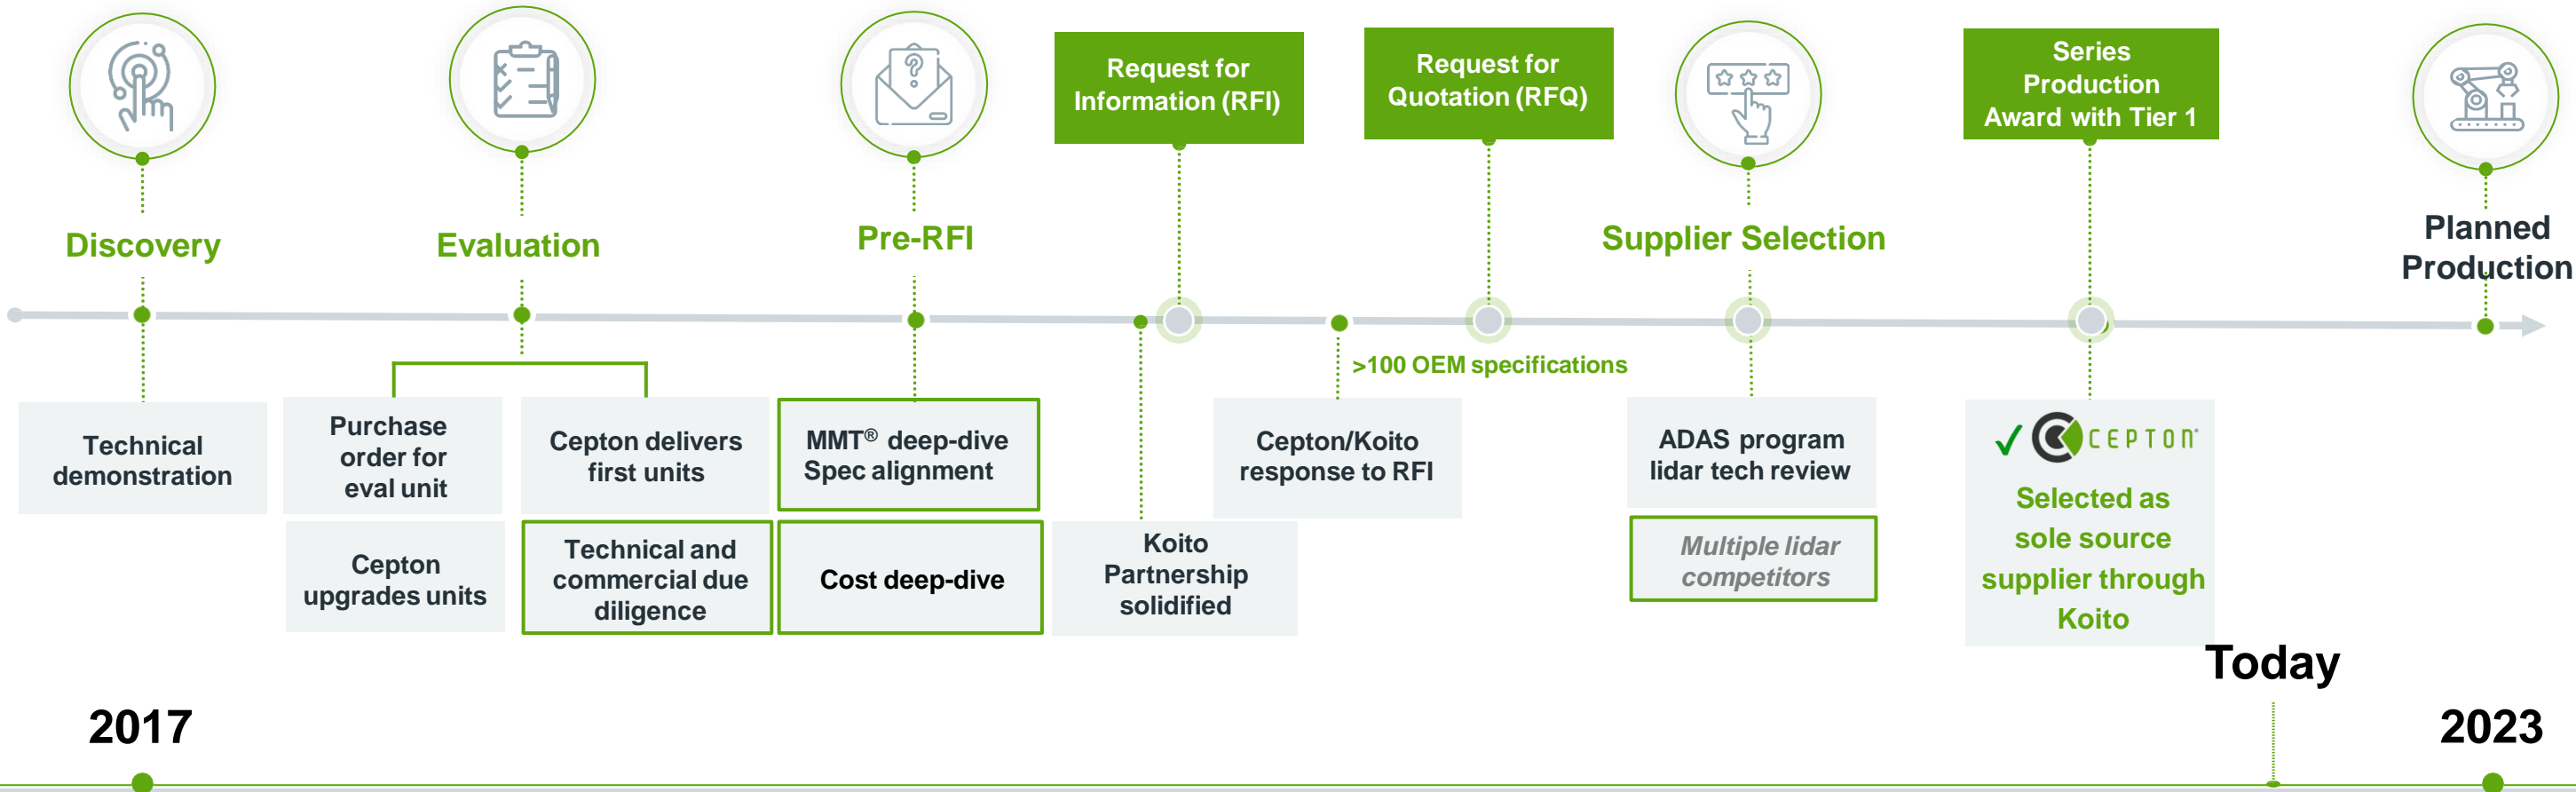 Request for
Information (RFI)
Request for
Quotation (RFQ)
Series
Production
Award with Tier 1
Discovery
Evaluation
Pre-RFI
Supplier Selection
Planned
Production
>100 OEM specifications
Technical
demonstration
Purchase
order for
eval unit
Cepton
upgrades units
Cepton delivers
first units
Technical and
commercial due
diligence
MMT® deep-dive
Spec alignment
Cost deep-dive
Koito
Partnership
solidified
Cepton/Koito
response to RFI
ADAS program
lidar tech review
Multiple lidar
competitors
CEPTON
Selected as
sole source
supplier through
Koito
Today
2017
2023